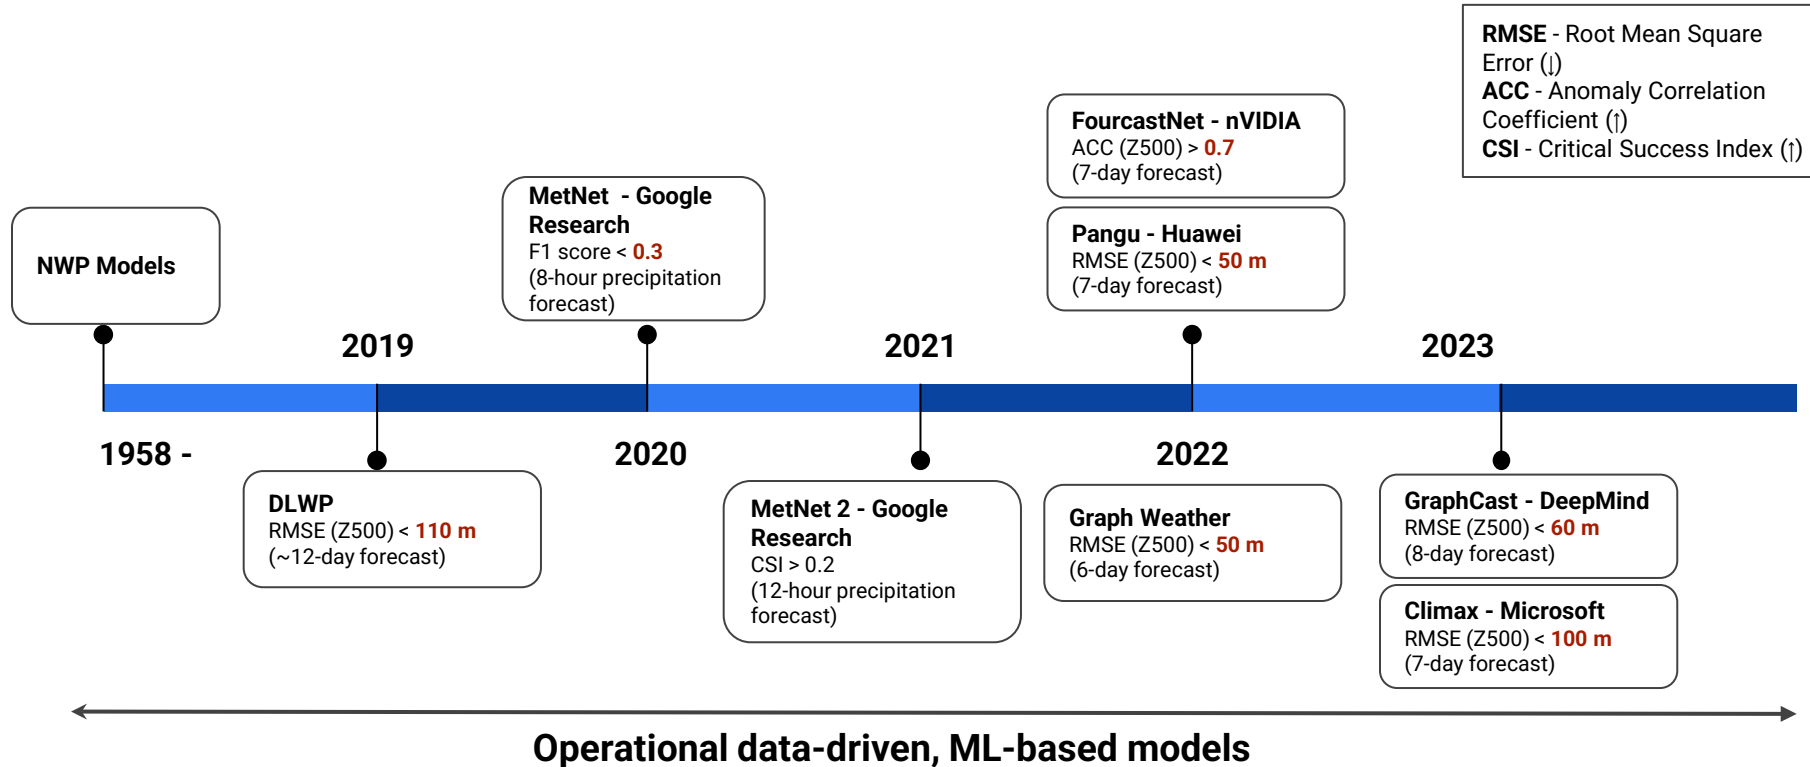 RMSE - Root Mean Square
Error (↓)
ACC - Anomaly Correlation
Coefficient (↑)
CSI - Critical Success Index (↑)
FourcastNet - nVIDIA
ACC (Z500) > 0.7
(7-day forecast)
Pangu - Huawei
RMSE (Z500) < 50 m
(7-day forecast)
MetNet - Google
Research
F1 score < 0.3
(8-hour precipitation
forecast)
NWP Models
2019
2021
2023
1958 -
2020
2022
DLWP
RMSE (Z500) < 110 m
(~12-day forecast)
MetNet 2 - Google
Research
CSI > 0.2
(12-hour precipitation
forecast)
Graph Weather
RMSE (Z500) < 50 m
(6-day forecast)
GraphCast - DeepMind
RMSE (Z500) < 60 m
(8-day forecast)
Climax - Microsoft
RMSE (Z500) < 100 m
(7-day forecast)
Operational data-driven, ML-based models